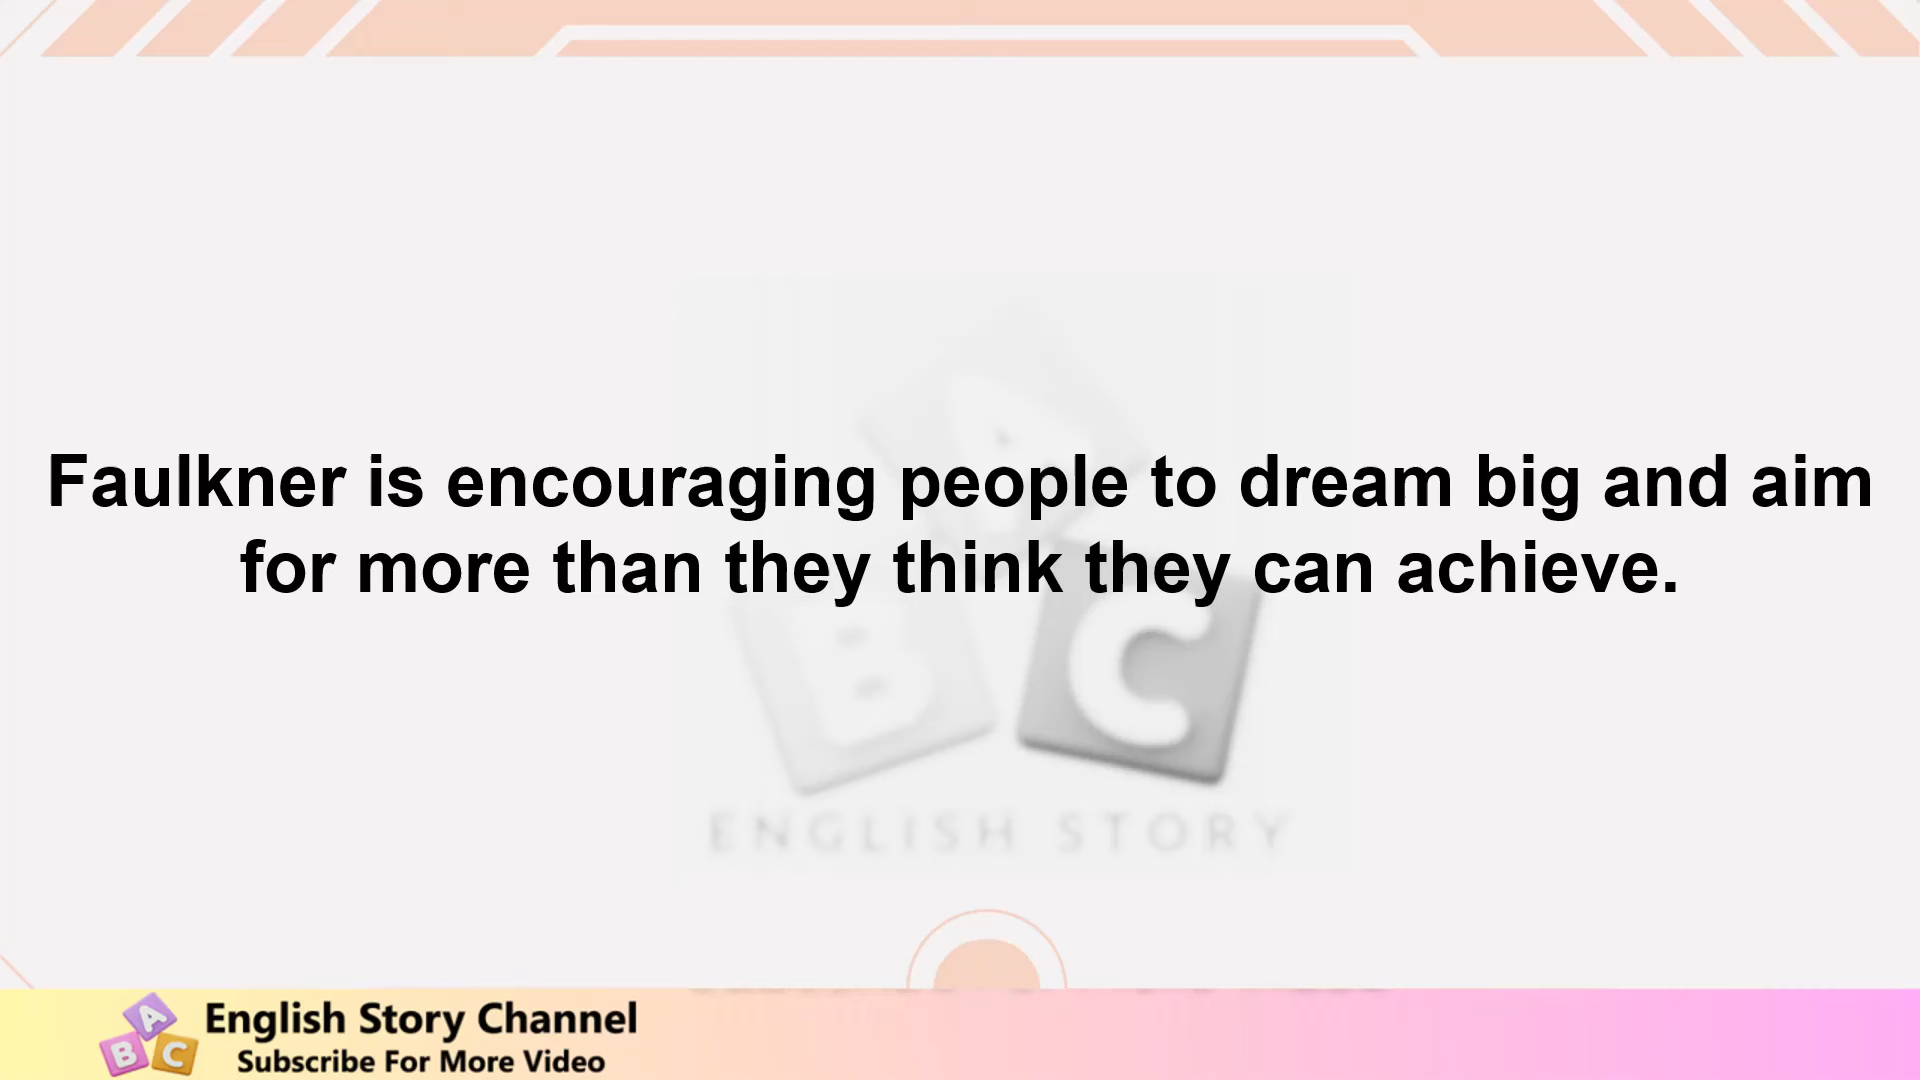 Faulkner is encouraging people to dream big and aim
for more than they think they can achieve.
A
B
C
ENGLISH STORY
A
B
C
English Story Channel
Subscribe For More Video